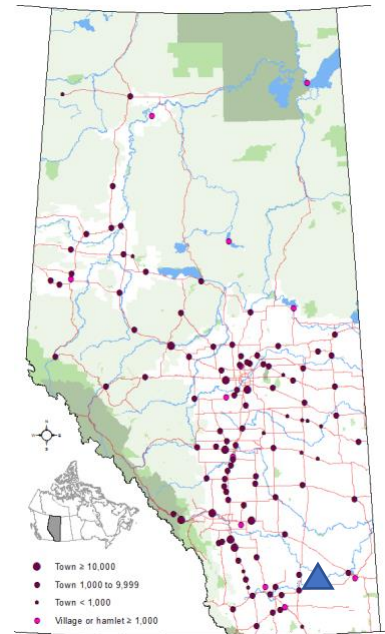 Town ≥ 10,000
Town 1,000 to 9,999
Town < 1,000
Village or hamlet ≥ 1,000